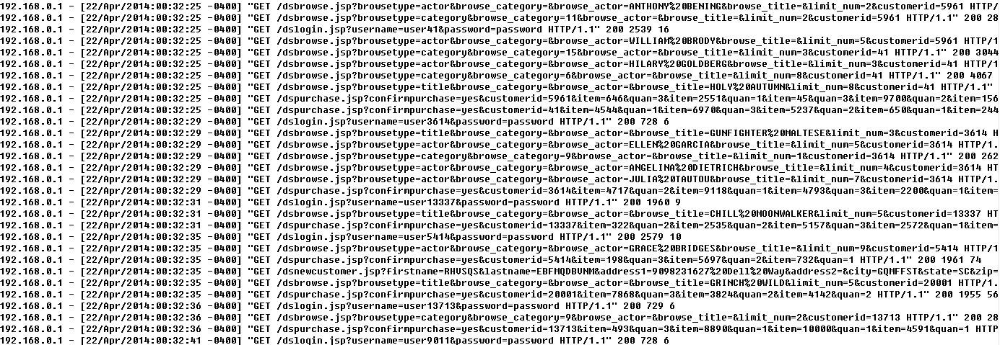 192.168.0.1 - [22/Apr/2014:00:32:25 -0400] "GET /dsbrowse.jsp?browsetype=actor&browse_category=&browse_actor=ANTHONY%20BENING&browse_title=&limit_num=2&customerid=5961 HTTP/
192.168.0.1 - [22/Apr/2014:00:32:25 -0400] "GET /dsbrowse.jsp?browsetype=category&browse_category=11&browse_actor=&browse_title=&limit_num=2&customerid=5961 HTTP/1.1" 200 28
192.168.0.1 - [22/Apr/2014:00:32:25 -0400] "GET /dslogin.jsp?username=user41&password=password HTTP/1.1" 200 2539 16
192.168.0.1 - [22/Apr/2014:00:32:25 -0400] "GET /dsbrowse.jsp?browsetype=actor&browse_category=&browse_actor=WILLIAM%20BRODY&browse_title=&limit_num=5&customerid=5961 HTTP/1
192.168.0.1 - [22/Apr/2014:00:32:25 -0400] "GET /dsbrowse.jsp?browsetype=category&browse_category=15&browse_actor=&browse_title=&limit_num=3&customerid=41 HTTP/1.1" 200 3044
192.168.0.1 - [22/Apr/2014:00:32:25 -0400] "GET /dsbrowse.jsp?browsetype=actor&browse_category=&browse_actor=HILARY%20GOLDBERG&browse_title=&limit_num=3&customerid=41 HTTP/1
192.168.0.1 - [22/Apr/2014:00:32:25 -0400] "GET /dsbrowse.jsp?browsetype=category&browse_category=6&browse_actor=&browse_title=&limit_num=8&customerid=41 HTTP/1.1" 200 4067
192.168.0.1 - [22/Apr/2014:00:32:25 -0400] "GET /dsbrowse.jsp?browsetype=title&browse_category=&browse_actor=&browse_title=HOLY%20AUTUMN&limit_num=8&customerid=41 HTTP/1.1"
192.168.0.1 - [22/Apr/2014:00:32:25 -0400] "GET /dspurchase.jsp?confirmpurchase=yes&customerid=5961&item=646&quan=3&item=2551&quan=1&item=45&quan=3&item=9700&quan=2&item=156
192.168.0.1 - [22/Apr/2014:00:32:25 -0400] "GET /dspurchase.jsp?confirmpurchase=yes&customerid=41&item=4544&quan=1&item=6970&quan=3&item=5237&quan=2&item=650&quan=1&item=244
192.168.0.1 - [22/Apr/2014:00:32:29 -0400] "GET /dslogin.jsp?username=user3614&password=password HTTP/1.1" 200 728 6
192.168.0.1 - [22/Apr/2014:00:32:29 -0400] "GET /dsbrowse.jsp?browsetype=title&browse_category=&browse_actor=&browse_title=GUNFIGHTER%20MALTESE&limit_num=3&customerid=3614 H
192.168.0.1 - [22/Apr/2014:00:32:29 -0400] "GET /dsbrowse.jsp?browsetype=actor&browse_category=&browse_actor=ELLEN%20GARCIA&browse_title=&limit_num=5&customerid=3614 HTTP/1.
192.168.0.1 - [22/Apr/2014:00:32:29 -0400] "GET /dsbrowse.jsp?browsetype=category&browse_category=9&browse_actor=&browse_title=&limit_num=1&customerid=3614 HTTP/1.1" 200 262
192.168.0.1 - [22/Apr/2014:00:32:29 -0400] "GET /dsbrowse.jsp?browsetype=actor&browse_category=&browse_actor=ANGELINA%20DIETRICH&browse_title=&limit_num=4&customerid=3614 HT
192.168.0.1 - [22/Apr/2014:00:32:29 -0400] "GET /dsbrowse.jsp?browsetype=actor&browse_category=&browse_actor=JULIA%20TAUTOU&browse_title=&limit_num=7&customerid=3614 HTTP/1.
192.168.0.1 - [22/Apr/2014:00:32:29 -0400] "GET /dspurchase.jsp?confirmpurchase=yes&customerid=3614&item=4717&quan=2&item=9118&quan=1&item=4793&quan=3&item=2200&quan=1&item=
192.168.0.1 - [22/Apr/2014:00:32:31 -0400] "GET /dslogin.jsp?username=user13337&password=password HTTP/1.1" 200 1960 9
192.168.0.1 - [22/Apr/2014:00:32:31 -0400] "GET /dsbrowse.jsp?browsetype=title&browse_category=&browse_actor=&browse_title=CHILL%20MOONWALKER&limit_num=5&customerid=13337 HT
192.168.0.1 - [22/Apr/2014:00:32:31 -0400] "GET /dspurchase.jsp?confirmpurchase=yes&customerid=13337&item=322&quan=2&item=2535&quan=2&item=5157&quan=3&item=2572&quan=1&item=
192.168.0.1 - [22/Apr/2014:00:32:35 -0400] "GET /dslogin.jsp?username=user5414&password=password HTTP/1.1" 200 2579 10
192.168.0.1 - [22/Apr/2014:00:32:35 -0400] "GET /dsbrowse.jsp?browsetype=actor&browse_category=&browse_actor=GRACE%20BRIDGES&browse_title=&limit_num=9&customerid=5414 HTTP/1
192.168.0.1 - [22/Apr/2014:00:32:35 -0400] "GET /dspurchase.jsp?confirmpurchase=yes&customerid=5414&item=198&quan=3&item=5697&quan=2&item=732&quan=1 HTTP/1.1" 200 1961 74
192.168.0.1 - [22/Apr/2014:00:32:35 -0400] "GET /dsnewcustomer.jsp?firstname=RHVSQS&lastname=EBFMQDBVNM&address1=9098231627%20Dell%20Way&address2=&city=GQMFFST&state=SC&zip=
192.168.0.1 - [22/Apr/2014:00:32:35 -0400] "GET /dsbrowse.jsp?browsetype=title&browse_category=&browse_actor=&browse_title=GRINCH%20WILD&limit_num=5&customerid=20001 HTTP/1.
192.168.0.1 - [22/Apr/2014:00:32:35 -0400] "GET /dspurchase.jsp?confirmpurchase=yes&customerid=20001&item=7868&quan=3&item=3824&quan=2&item=4142&quan=2 HTTP/1.1" 200 1955 56
192.168.0.1 - [22/Apr/2014:00:32:36 -0400] "GET /dslogin.jsp?username=user13713&password=password HTTP/1.1" 200 729 6
192.168.0.1 - [22/Apr/2014:00:32:36 -0400] "GET /dsbrowse.jsp?browsetype=category&browse_category=9&browse_actor=&browse_title=&limit_num=2&customerid=13713 HTTP/1.1" 200 28
192.168.0.1 - [22/Apr/2014:00:32:36 -0400] "GET /dspurchase.jsp?confirmpurchase=yes&customerid=13713&item=493&quan=3&item=8890&quan=1&item=10000&quan=1&item=4591&quan=1 HTTP
192.168.0.1 - [22/Apr/2014:00:32:41 -0400] "GET /dslogin.jsp?username=user9011&password=password HTTP/1.1" 200 728 6